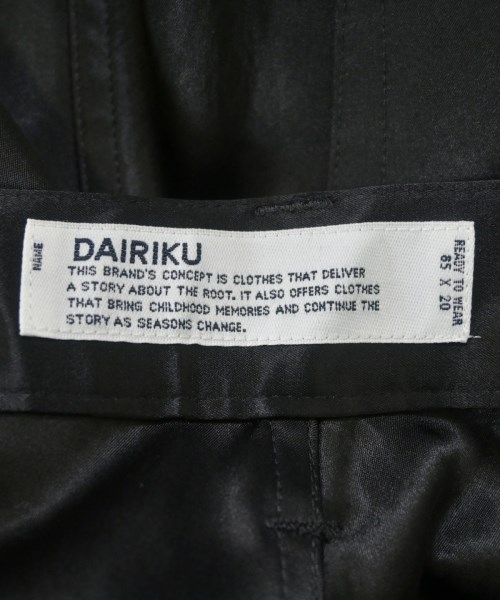 NAME
DAIRIKU
THIS BRAND'S CONCEPT IS CLOTHES THAT DELIVER
A STORY ABOUT THE ROOT. IT ALSO OFFERS CLOTHES
THAT BRING CHILDHOOD MEMORIES AND CONTINUE THE
STORY AS SEASONS CHANGE.
READY TO WEAR
85 X 20